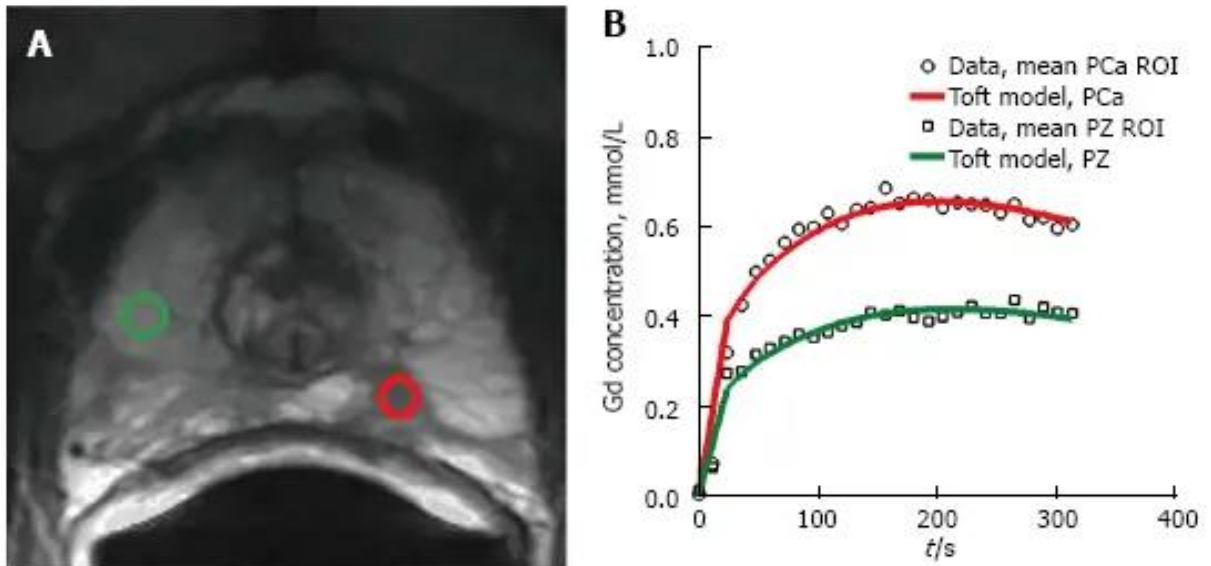 A
B
1.0
0.8
0.6
0.4
0.2
0.0
Gd concentration, mmol/L
Data, mean PCa ROI
Toft model, PCa
Data, mean PZ ROI
Toft model, PZ
0
100
200
300
400
t/s